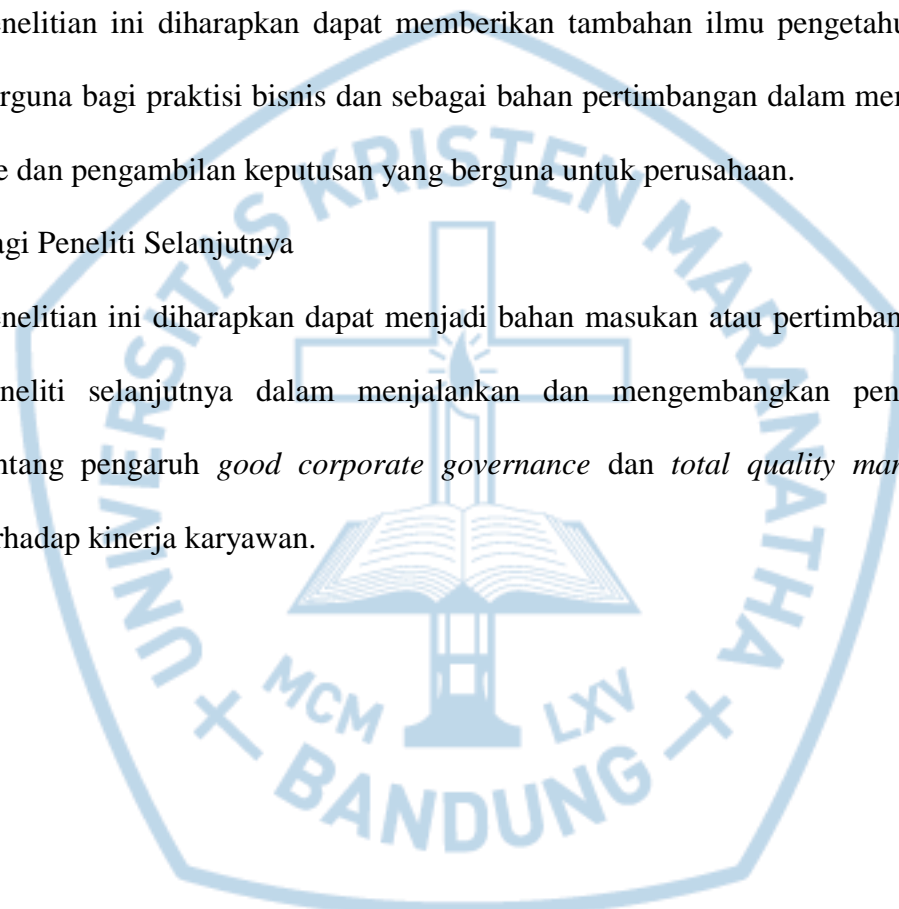 enelitian ini diharapkan dapat memberikan tambahan ilmu pengetahu
erguna bagi praktisi bisnis dan sebagai bahan pertimbangan dalam mer
e dan pengambilan keputusan yang berguna untuk perusahaan.
agi Peneliti Selanjutnya
enelitian ini diharapkan dapat menjadi bahan masukan atau pertimban
neliti selanjutnya dalam menjalankan dan mengembangkan pen
ntang pengaruh good corporate governance dan total quality mar
rhadap kinerja karyawan.
UNIVERSITAS KRISTEN MARANATHA
MCM LXV
BANDUNG